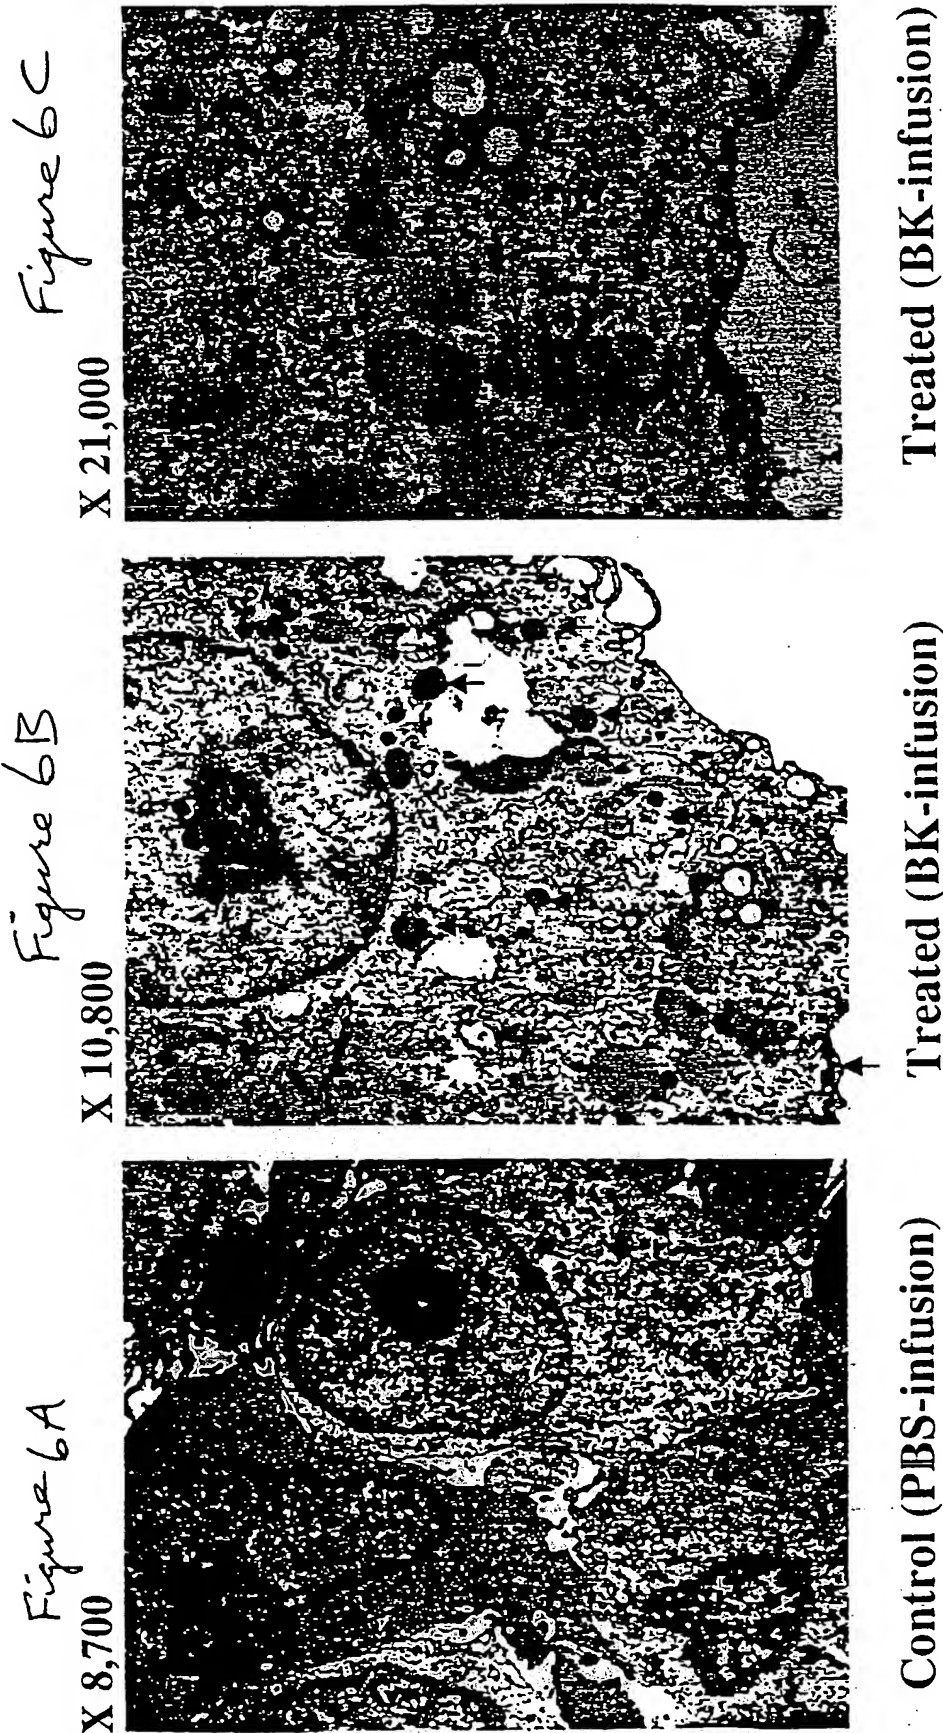 Figure 6A
X 8,700
Control (PBS-infusion)
Figure 6B
X 10,800
Treated (BK-infusion)
Figure 6C
X 21,000
Treated (BK-infusion)